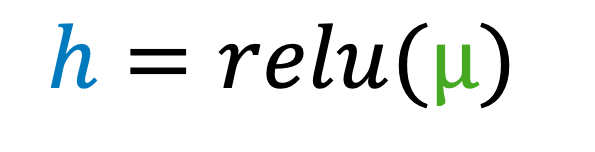 h = relu(μ)